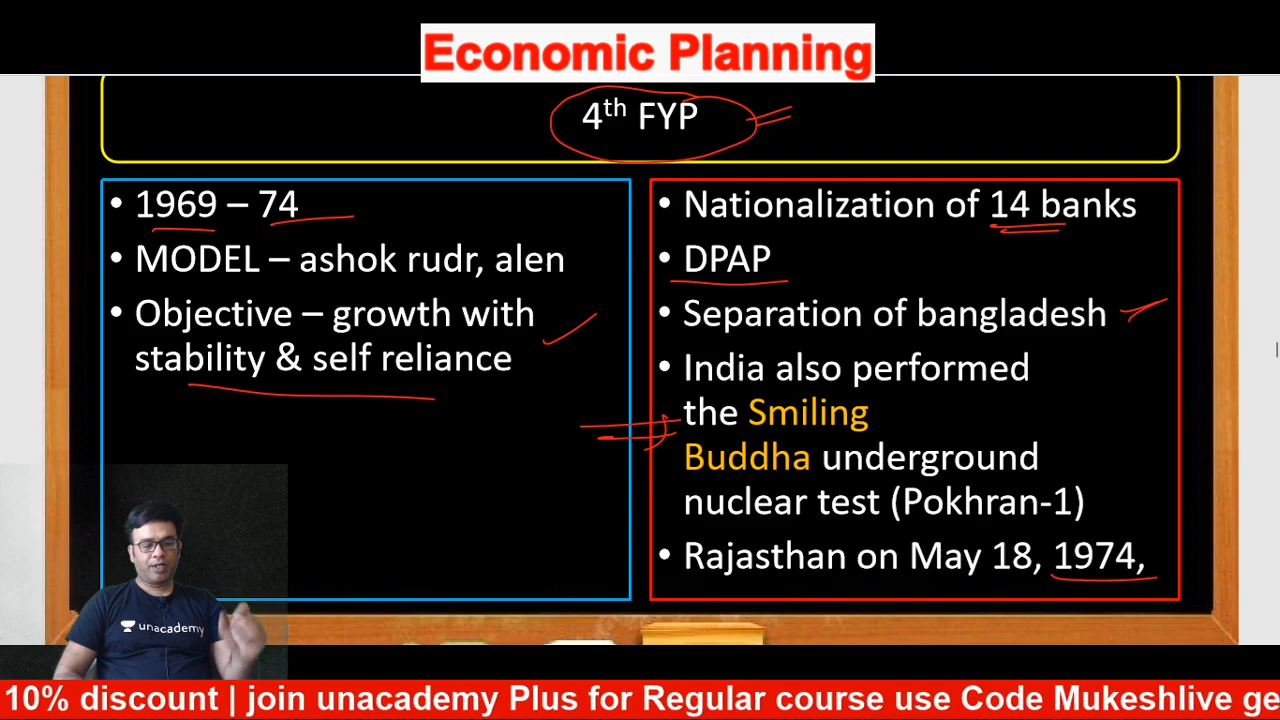 Economic Planning
4th FYP
• 1969 – 74
• MODEL – ashok rudr, alen
• Objective – growth with
stability & self reliance
• Nationalization of 14 banks
• DPAP
• Separation of bangladesh
• India also performed
the Smiling
Buddha underground
nuclear test (Pokhran-1)
• Rajasthan on May 18, 1974,
unacademy
10% discount | join unacademy Plus for Regular course use Code Mukeshlive ge